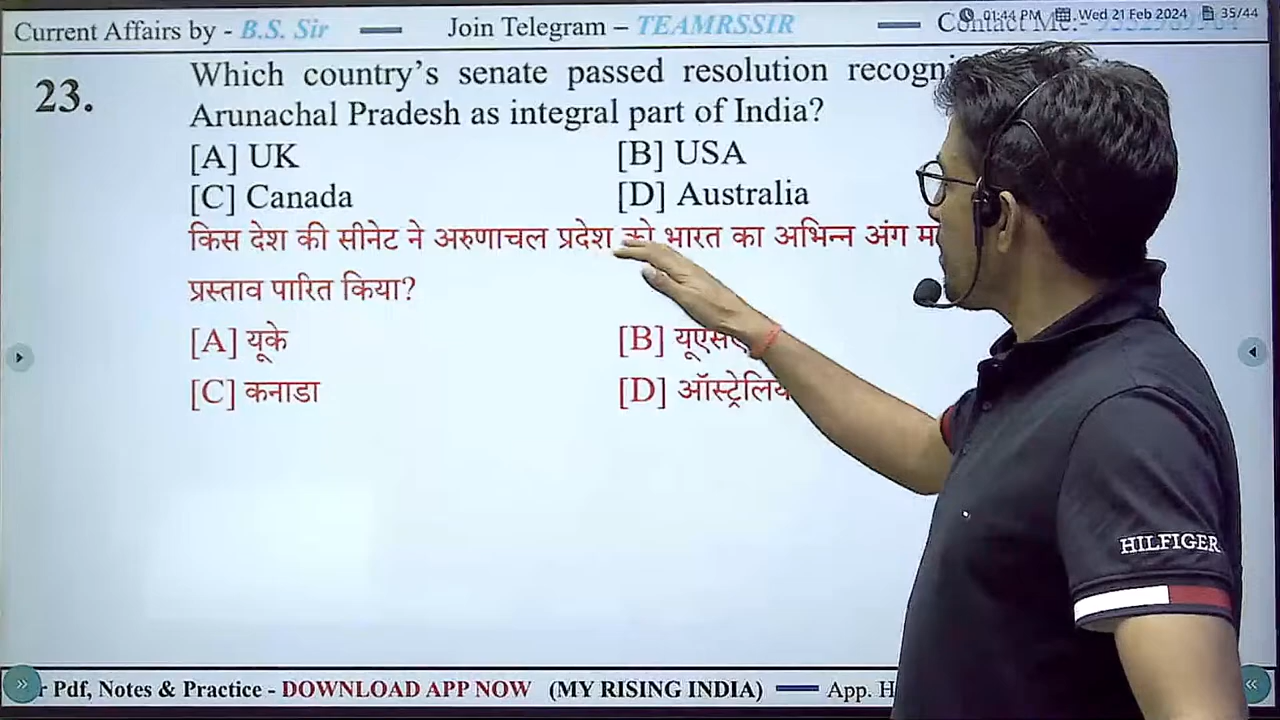 Current Affairs by - B.S. Sir
Join Telegram – TEAMRSSIR
Contact Me:-
01:44 PM
Wed 21 Feb 2024
35/44
23.
Which country's senate passed resolution
Arunachal Pradesh as integral part of India?
[A] UK
[B] USA
[C] Canada
[D] Australia
किस देश की सीनेट ने अरुणाचल प्रदेश को भारत का अभिन्न अंग
प्रस्ताव पारित किया?
[A] यूके
[B]
[C] कनाडा
[D]
Pdf, Notes & Practice - DOWNLOAD APP NOW (MY RISING INDIA)
App.
HILFIGER